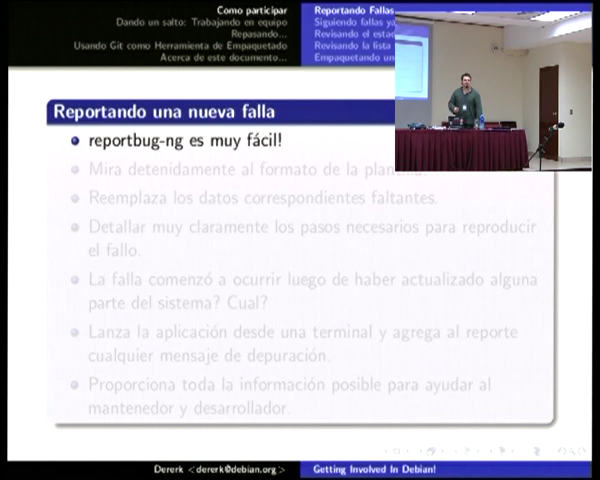 Como participar
Dando un salto: Trabajando en equipo
Repasando...
Usando Git como Herramienta de Empaquetado
Acerca de este documento...
Reportando Fallas
Siguiendo fallas ya
Revisando el
Revisando la lista
Empaquetando un
Reportando una nueva falla
reportbug-ng es muy fácil!
Mira detenidamente al formato de la
Reemplaza los datos correspondientes faltantes.
Detallar muy claramente los pasos necesarios para reproducir
el fallo.
La falla comenzó a ocurrir luego de haber actualizado alguna
parte del sistema? Cual?
Lanza la aplicación desde una terminal y agrega al reporte
cualquier mensaje de depuración.
Proporciona toda la información posible para ayudar al
mantenedor y desarrollador.
Dererk <dererk@debian.org>
Getting Involved In Debian!